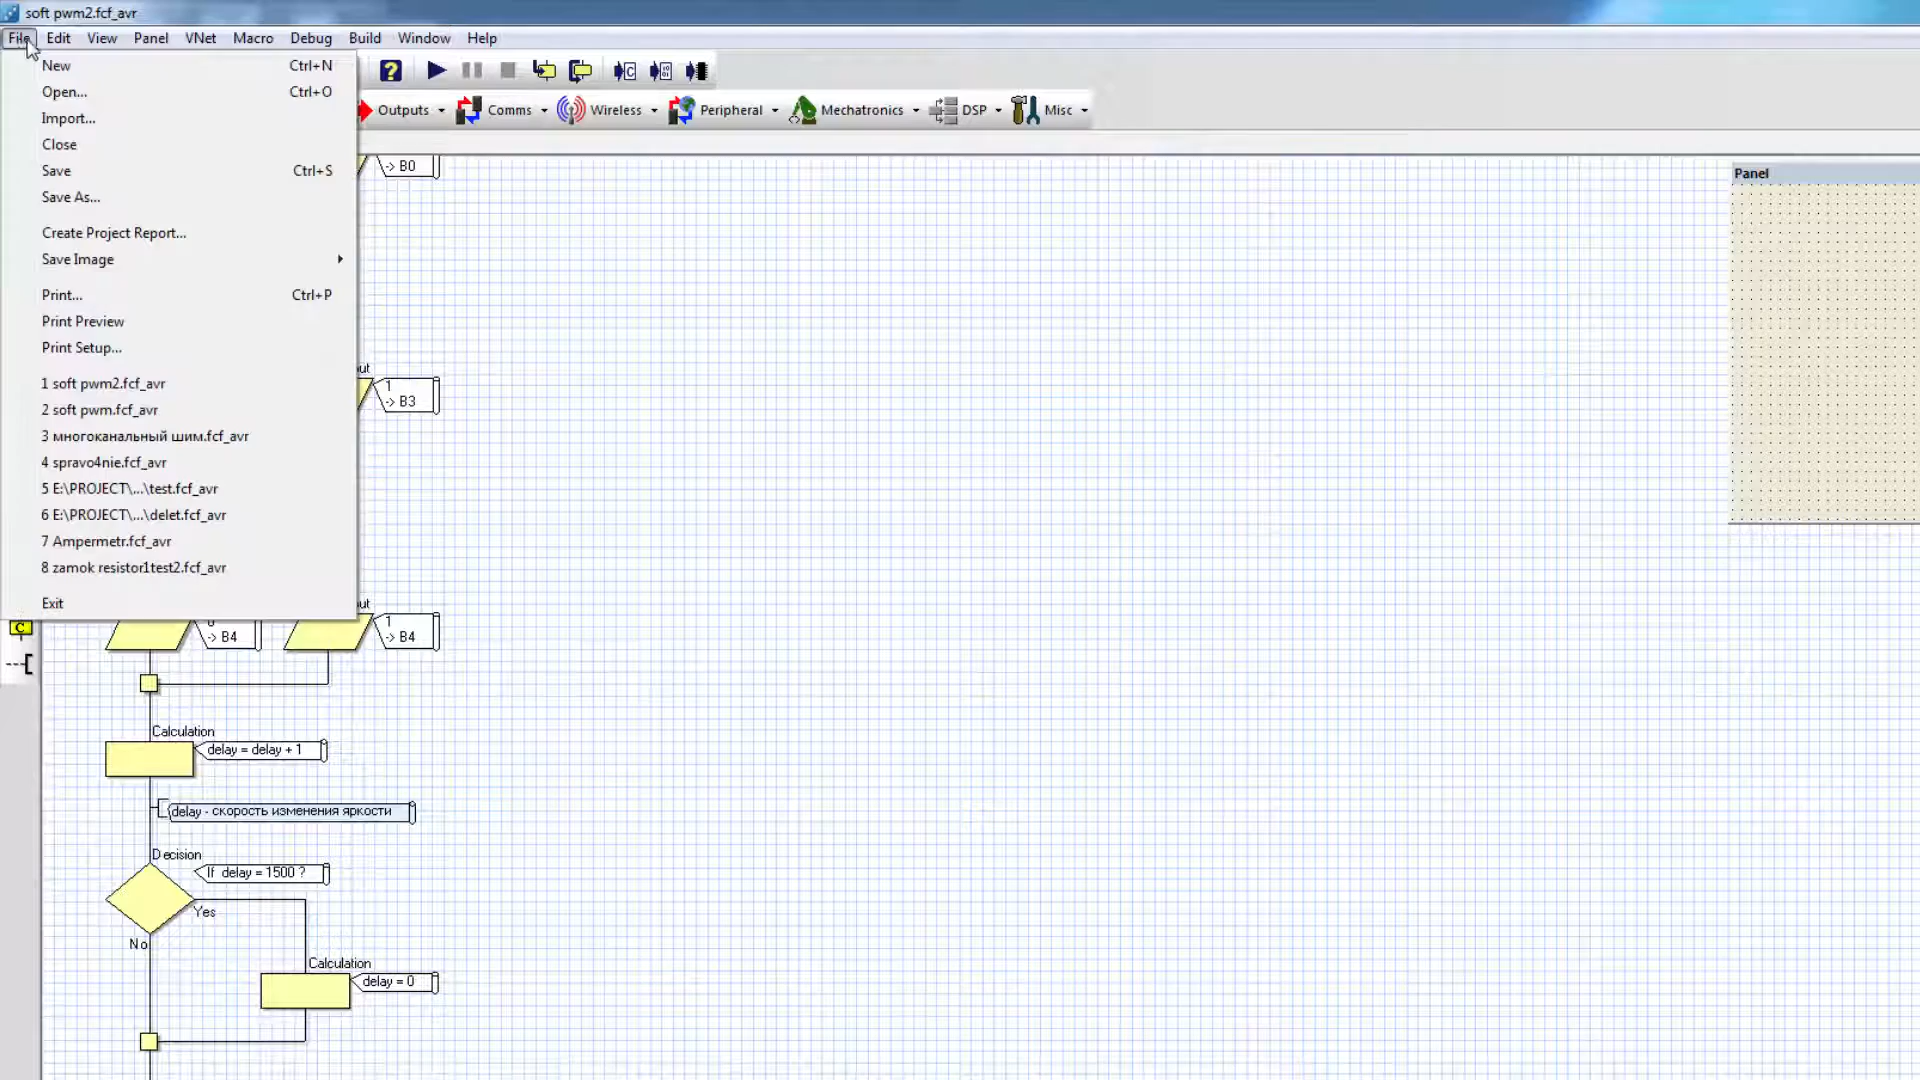 soft pwm2.fcf_avr
File Edit View Panel VNet Macro Debug Build Window Help
New Ctrl+N
Open... Ctrl+O
Import...
Close
Save Ctrl+S
Save As...
Create Project Report...
Save Image
Print... Ctrl+P
Print Preview
Print Setup...
1 soft pwm2.fcf_avr
2 soft pwm.fcf_avr
3 многоканальный шим.fcf_avr
4 spravo4nie.fcf_avr
5 E:\PROJECT\...\test.fcf_avr
6 E:\PROJECT\...\delet.fcf_avr
7 Ampermetr.fcf_avr
8 zamok resistor1test2.fcf_avr
Exit
Outputs Comms Wireless Peripheral Mechatronics DSP Misc
-> B0
Panel
1
-> B3
C
-> B4
1
-> B4
Calculation
delay = delay + 1
delay - скорость изменения яркости
Decision
If delay = 1500 ?
Yes
No
Calculation
delay = 0